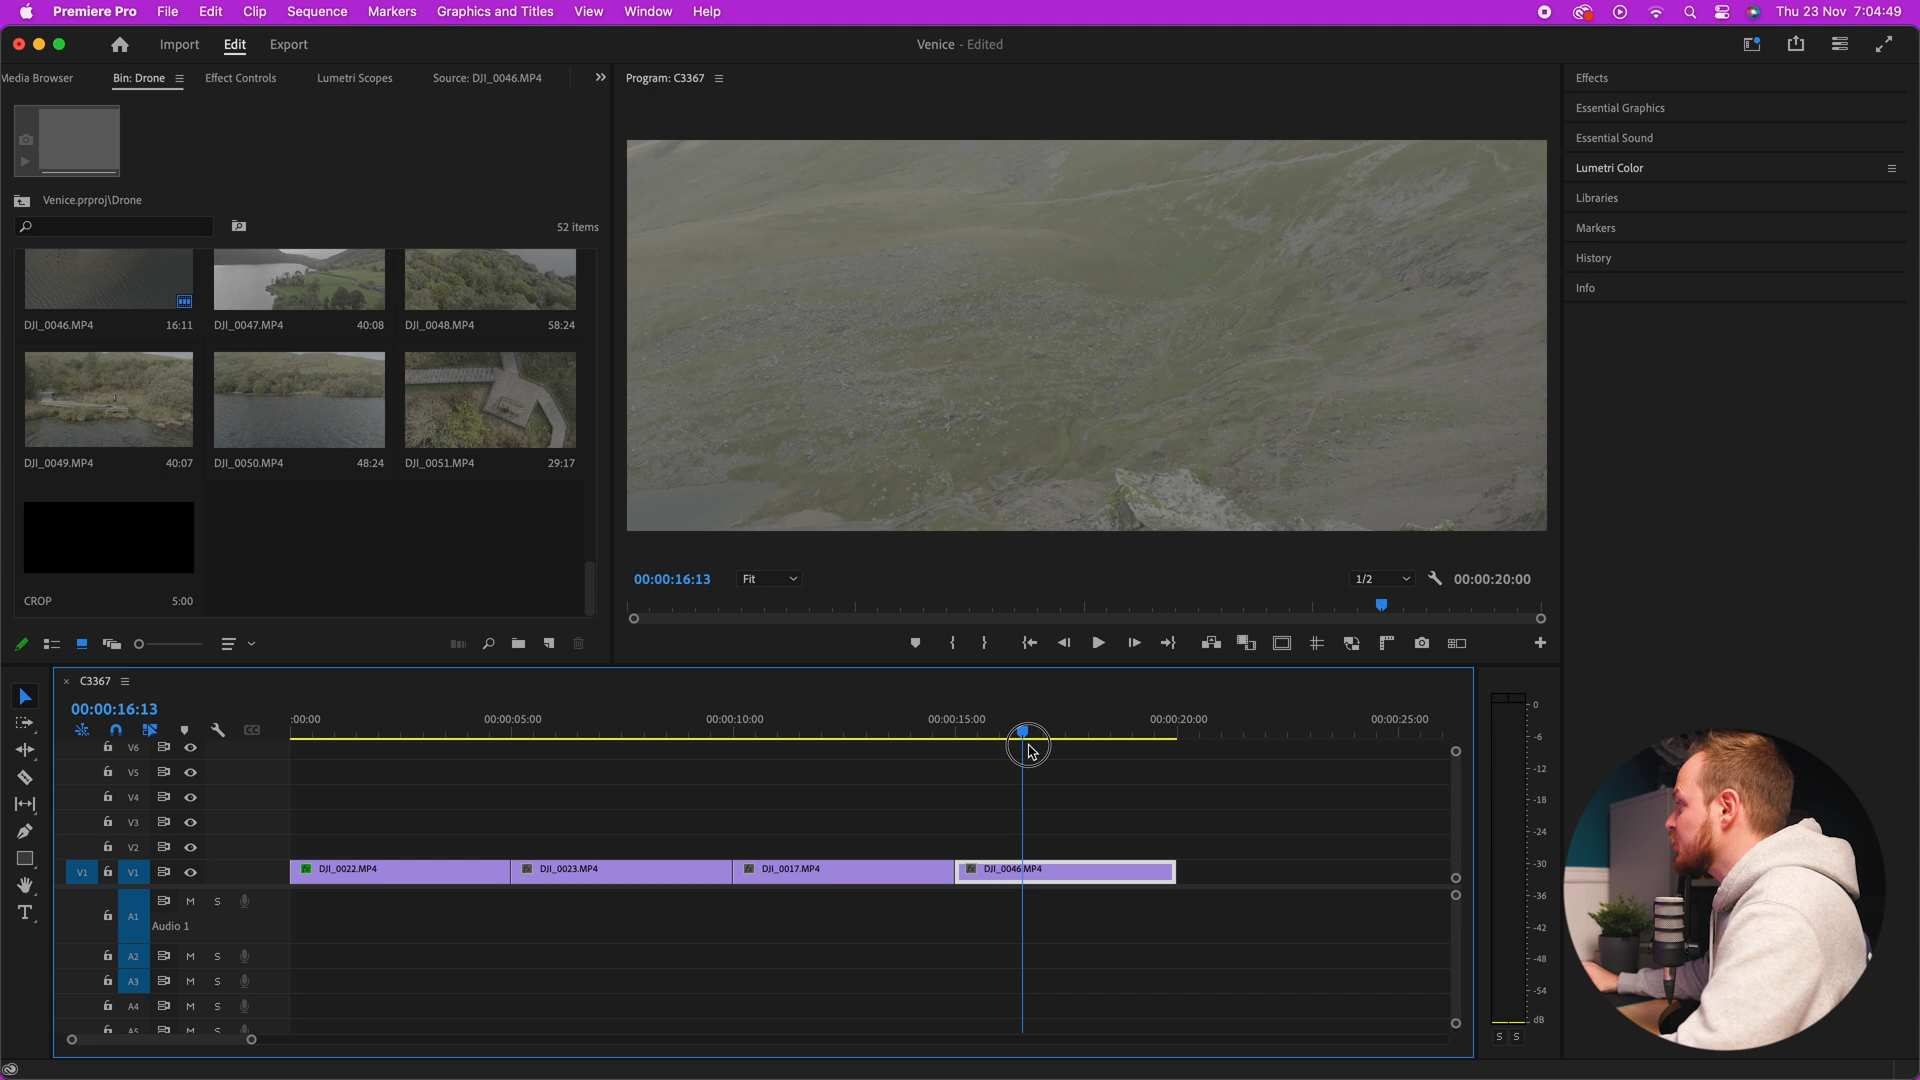 Premiere Pro File Edit Clip Sequence Markers Graphics and Titles View Window Help Thu 23 Nov 7:04:49
Import Edit Export Venice - Edited
Media Browser Bin: Drone Effect Controls Lumetri Scopes Source: DJI_0046.MP4
Program: C3367
Effects
Essential Graphics
Essential Sound
Lumetri Color
Libraries
Markers
History
Info
Venice.prproj\Drone
52 items
DJI_0046.MP4 16:11 DJI_0047.MP4 40:08 DJI_0048.MP4 58:24
DJI_0049.MP4 40:07 DJI_0050.MP4 48:24 DJI_0051.MP4 29:17
CROP 5:00
00:00:16:13 Fit 1/2 00:00:20:00
C3367
00:00:16:13
:00:00 00:00:05:00 00:00:10:00 00:00:15:00 00:00:20:00 00:00:25:00
V6
V5
V4
V3
V2
V1 V1 DJI_0022.MP4 DJI_0023.MP4 DJI_0017.MP4 DJI_0046.MP4
A1 M S
Audio 1
A2 M S
A3 M S
A4 M S
A5 M S
0
-6
-12
-18
-24
-30
-36
-42
-48
-54
dB
S S